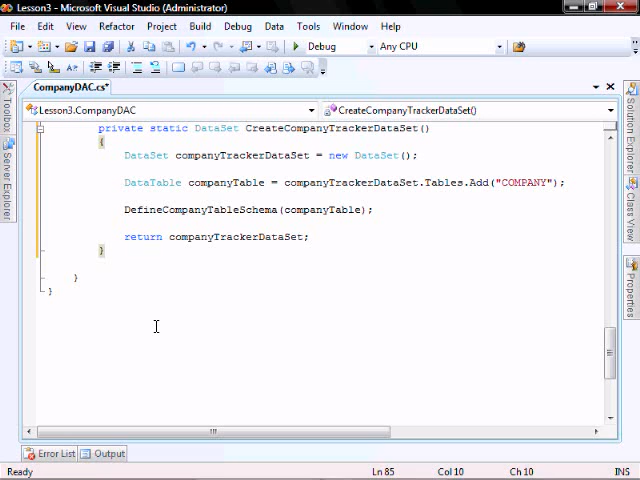 Lesson3 - Microsoft Visual Studio (Administrator)
File Edit View Refactor Project Build Debug Data Tools Window Help
Debug Any CPU
CompanyDAC.cs*
Lesson3.CompanyDAC CreateCompanyTrackerDataSet()
private static DataSet CreateCompanyTrackerDataSet()
{
DataSet companyTrackerDataSet = new DataSet();
DataTable companyTable = companyTrackerDataSet.Tables.Add("COMPANY");
DefineCompanyTableSchema(companyTable);
return companyTrackerDataSet;
}
}
}
Toolbox
Server Explorer
Solution Explorer
Class View
Properties
Error List Output
Ready Ln 85 Col 10 Ch 10 INS